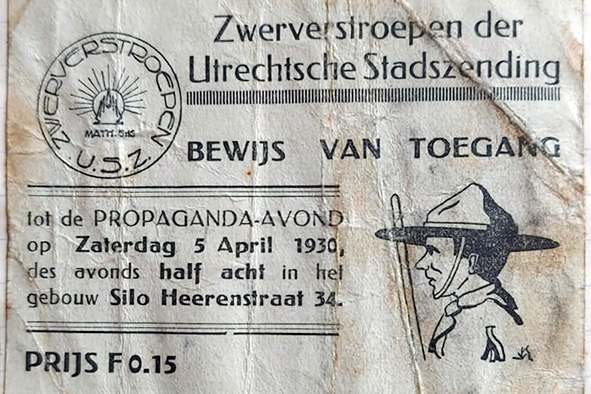 Zwerverstroepen der
Utrechtsche Stadszending
ZWERVERSTROEPEN
MATH. 5:16
U.S.Z.
BEWIJS VAN TOEGANG
tot de PROPAGANDA-AVOND
op Zaterdag 5 April 1930,
des avonds half acht in het
gebouw Silo Heerenstraat 34.
PRIJS F 0.15